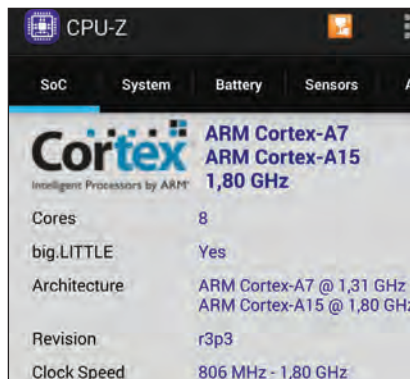 CPU-Z
SoC System Battery Sensors
Cortex
Intelligent Processors by ARM
ARM Cortex-A7
ARM Cortex-A15
1,80 GHz
Cores 8
big.LITTLE Yes
Architecture ARM Cortex-A7 @ 1,31 GHz
ARM Cortex-A15 @ 1,80 GHz
Revision r3p3
Clock Speed 806 MHz - 1,80 GHz